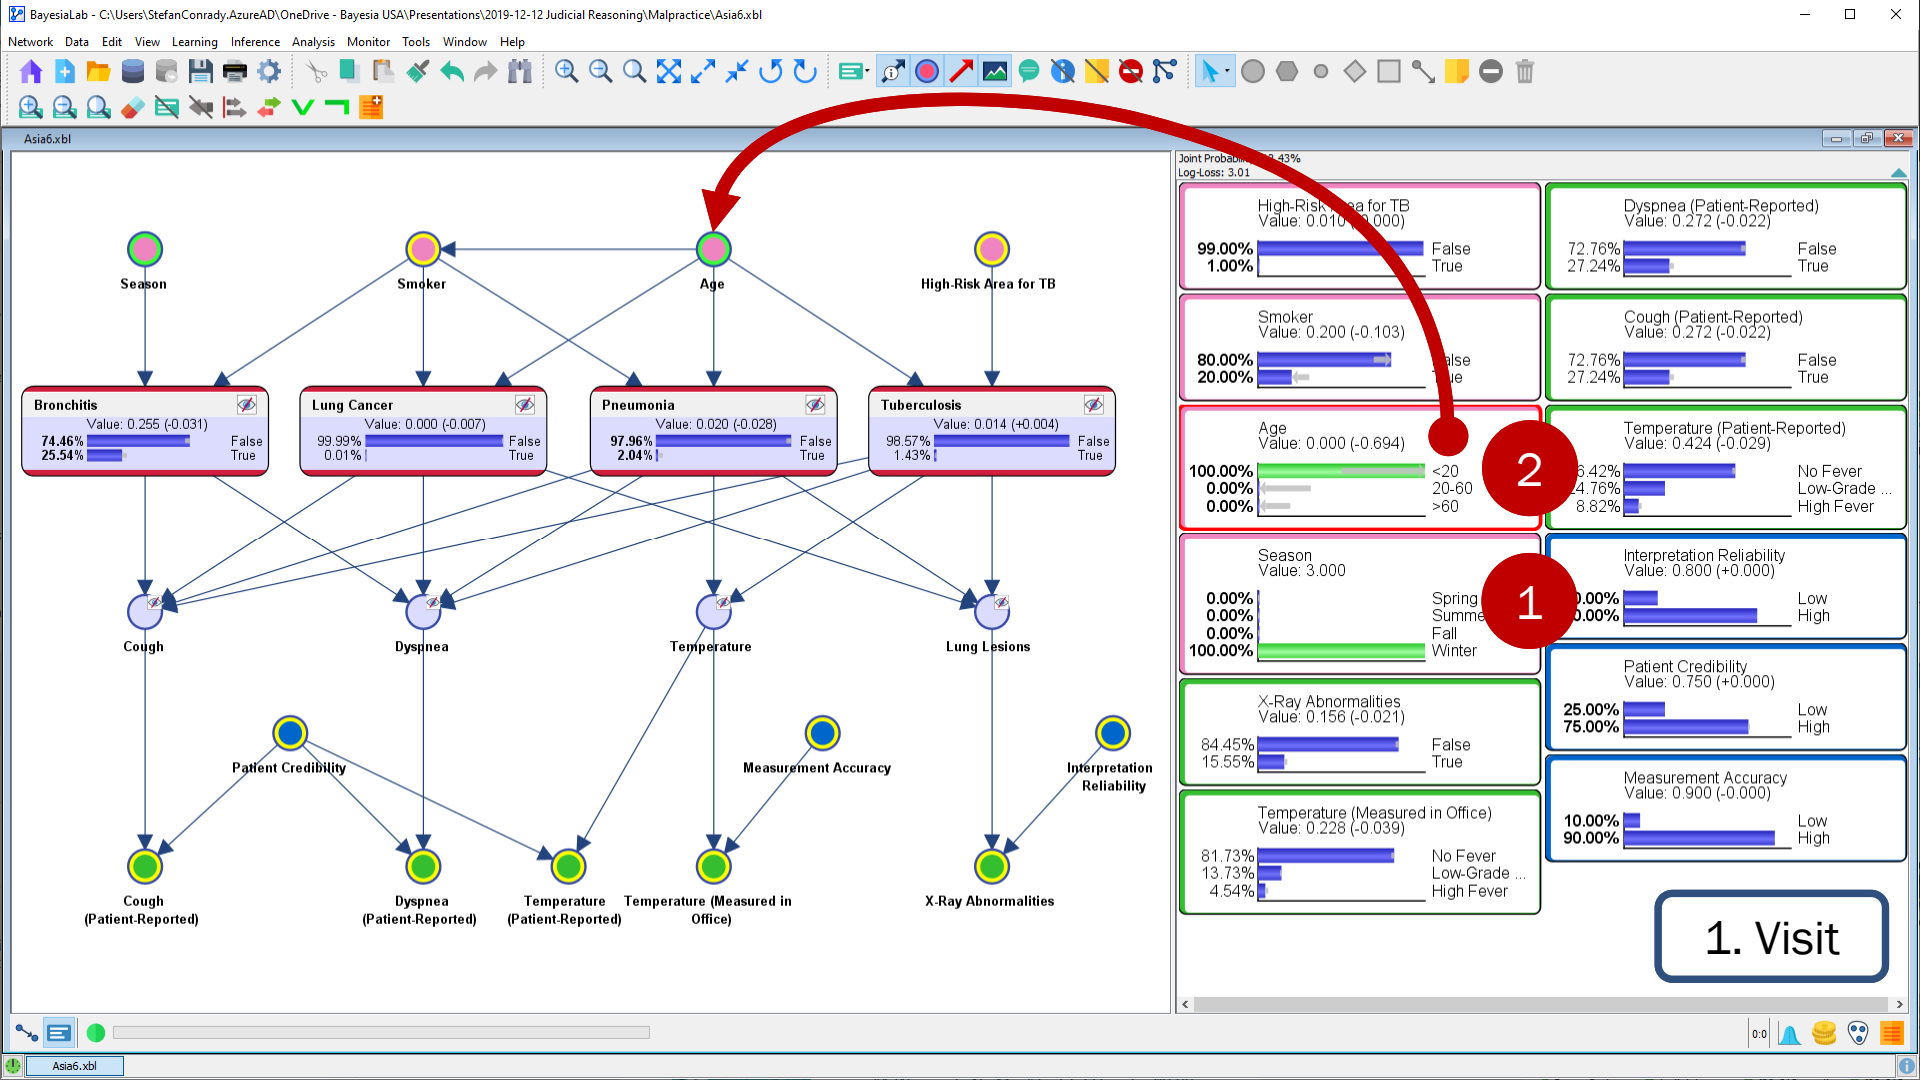 BayesiaLab - C:\Users\StefanConrady.AzureAD\OneDrive - Bayesia USA\Presentations\2019-12-12 Judicial Reasoning\Malpractice\Asia6.xbl
Network Data Edit View Learning Inference Analysis Monitor Tools Window Help
Asia6.xbl
Season
Smoker
Age
High-Risk Area for TB
Bronchitis
Value: 0.255 (-0.031)
74.46% False
25.54% True
Lung Cancer
Value: 0.000 (-0.007)
99.99% False
0.01% True
Pneumonia
Value: 0.020 (-0.028)
97.96% False
2.04% True
Tuberculosis
Value: 0.014 (+0.004)
98.57% False
1.43% True
Cough
Dyspnea
Temperature
Lung Lesions
Patient Credibility
Measurement Accuracy
Interpretation
Reliability
Cough
(Patient-Reported)
Dyspnea
(Patient-Reported)
Temperature
(Patient-Reported)
Temperature (Measured in
Office)
X-Ray Abnormalities
Joint 43%
Log-Loss: 3.01
High-Risk for TB
Value: 0.010
99.00% False
1.00% True
Smoker
Value: 0.200 (-0.103)
80.00%
20.00%
Age
Value: 0.000 (-0.694)
100.00% <20
0.00% 20-60
0.00% >60
2
Season
Value: 3.000
0.00% Spring
0.00%
0.00% Fall
100.00% Winter
1
X-Ray Abnormalities
Value: 0.156 (-0.021)
84.45% False
15.55% True
Temperature (Measured in Office)
Value: 0.228 (-0.039)
81.73% No Fever
13.73% Low-Grade ...
4.54% High Fever
Dyspnea (Patient-Reported)
Value: 0.272 (-0.022)
72.76% False
27.24% True
Cough (Patient-Reported)
Value: 0.272 (-0.022)
72.76% False
27.24% True
Temperature (Patient-Reported)
Value: 0.424 (-0.029)
No Fever
Low-Grade ...
8.82% High Fever
Interpretation Reliability
Value: 0.800 (+0.000)
Low
High
Patient Credibility
Value: 0.750 (+0.000)
25.00% Low
75.00% High
Measurement Accuracy
Value: 0.900 (-0.000)
10.00% Low
90.00% High
1. Visit
0:0
Asia6.xbl